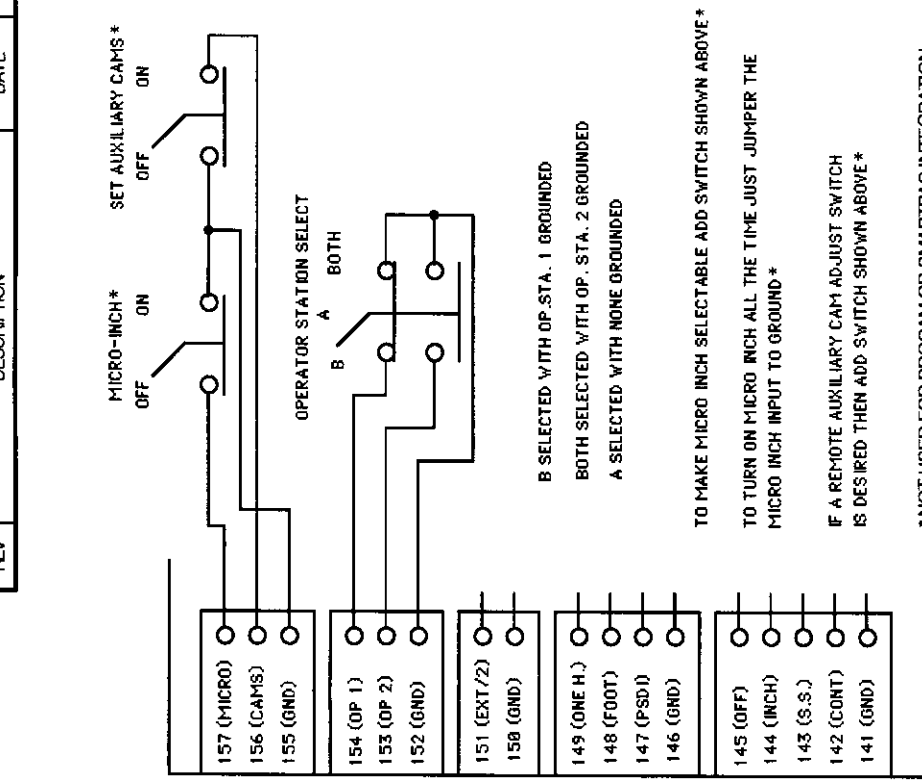 REV DESCRIPTION DATE
SET AUXILIARY CAMS*
OFF ON
MICRO-INCH*
OFF ON
OPERATOR STATION SELECT
B A BOTH
157 (MICRO)
156 (CAMS)
155 (GND)
154 (OP 1)
153 (OP 2)
152 (GND)
151 (EXT/2)
150 (GND)
149 (ONE H.)
148 (FOOT)
147 (PSDI)
146 (GND)
145 (OFF)
144 (INCH)
143 (S.S.)
142 (CONT)
141 (GND)
B SELECTED WITH OP.STA. 1 GROUNDED
BOTH SELECTED WITH OP. STA. 2 GROUNDED
A SELECTED WITH NONE GROUNDED
TO MAKE MICRO INCH SELECTABLE ADD SWITCH SHOWN ABOVE*
TO TURN ON MICRO INCH ALL THE TIME JUST JUMPER THE
MICRO INCH INPUT TO GROUND*
IF A REMOTE AUXILIARY CAM ADJUST SWITCH
IS DESIRED THEN ADD SWITCH SHOWN ABOVE*